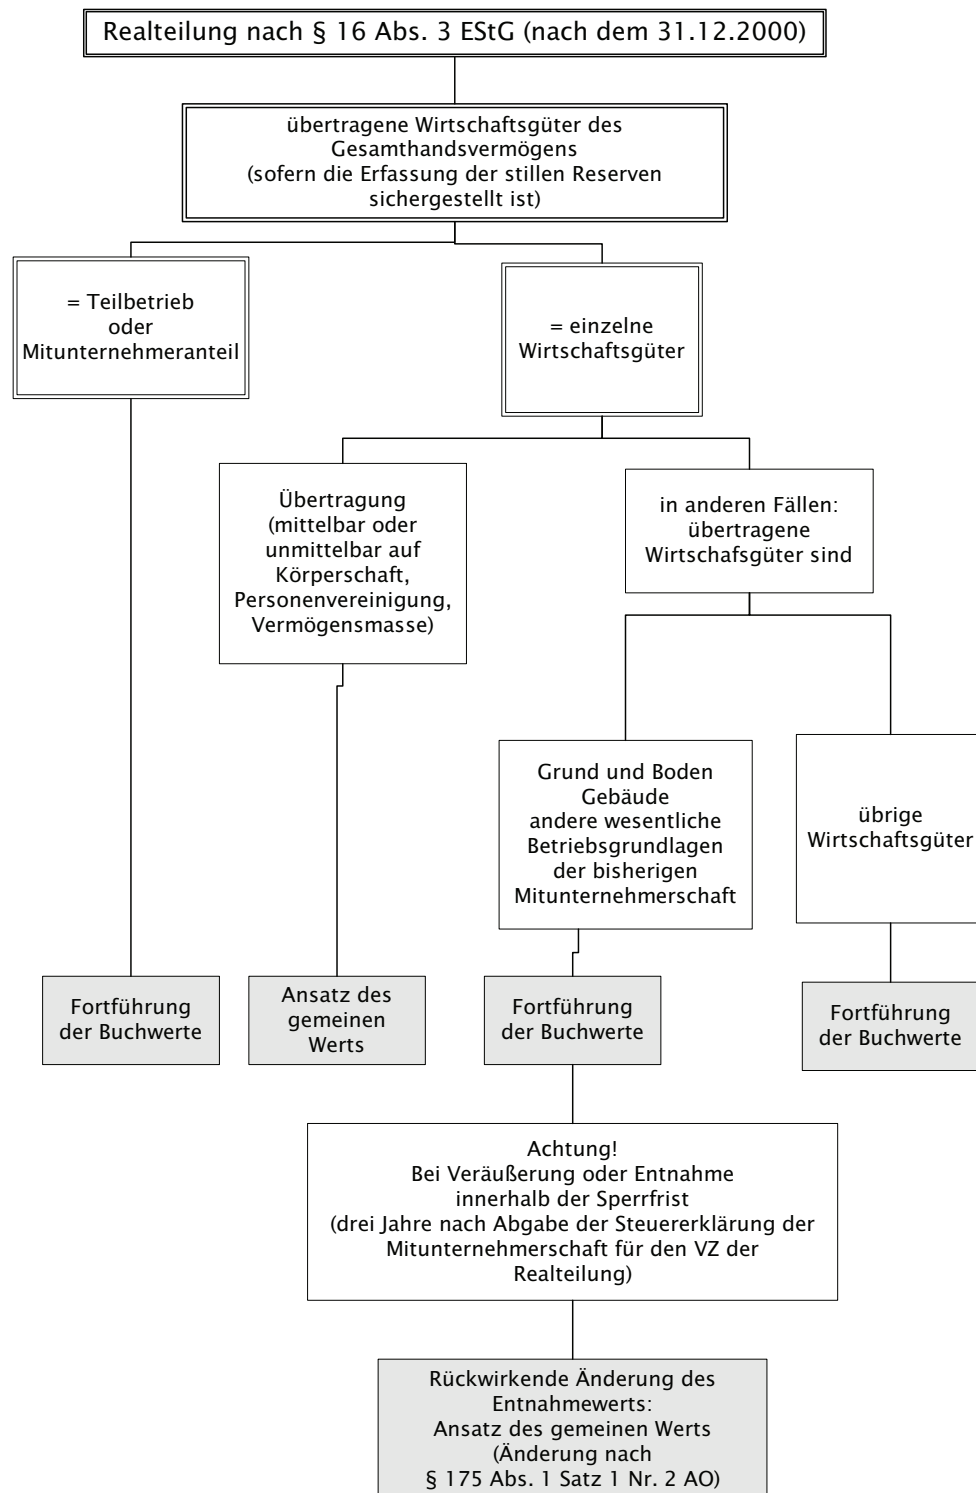 Realteilung nach § 16 Abs. 3 EStG (nach dem 31.12.2000)
übertragene Wirtschaftsgüter des
Gesamthandsvermögens
(sofern die Erfassung der stillen Reserven
sichergestellt ist)
= Teilbetrieb
oder
Mitunternehmeranteil
= einzelne
Wirtschaftsgüter
Übertragung
(mittelbar oder
unmittelbar auf
Körperschaft,
Personenvereinigung,
Vermögensmasse)
in anderen Fällen:
übertragene
Wirtschafsgüter sind
Grund und Boden
Gebäude
andere wesentliche
Betriebsgrundlagen
der bisherigen
Mitunternehmerschaft
übrige
Wirtschaftsgüter
Fortführung
der Buchwerte
Ansatz des
gemeinen
Werts
Fortführung
der Buchwerte
Fortführung
der Buchwerte
Achtung!
Bei Veräußerung oder Entnahme
innerhalb der Sperrfrist
(drei Jahre nach Abgabe der Steuererklärung der
Mitunternehmerschaft für den VZ der
Realteilung)
Rückwirkende Änderung des
Entnahmewerts:
Ansatz des gemeinen Werts
(Änderung nach
§ 175 Abs. 1 Satz 1 Nr. 2 AO)